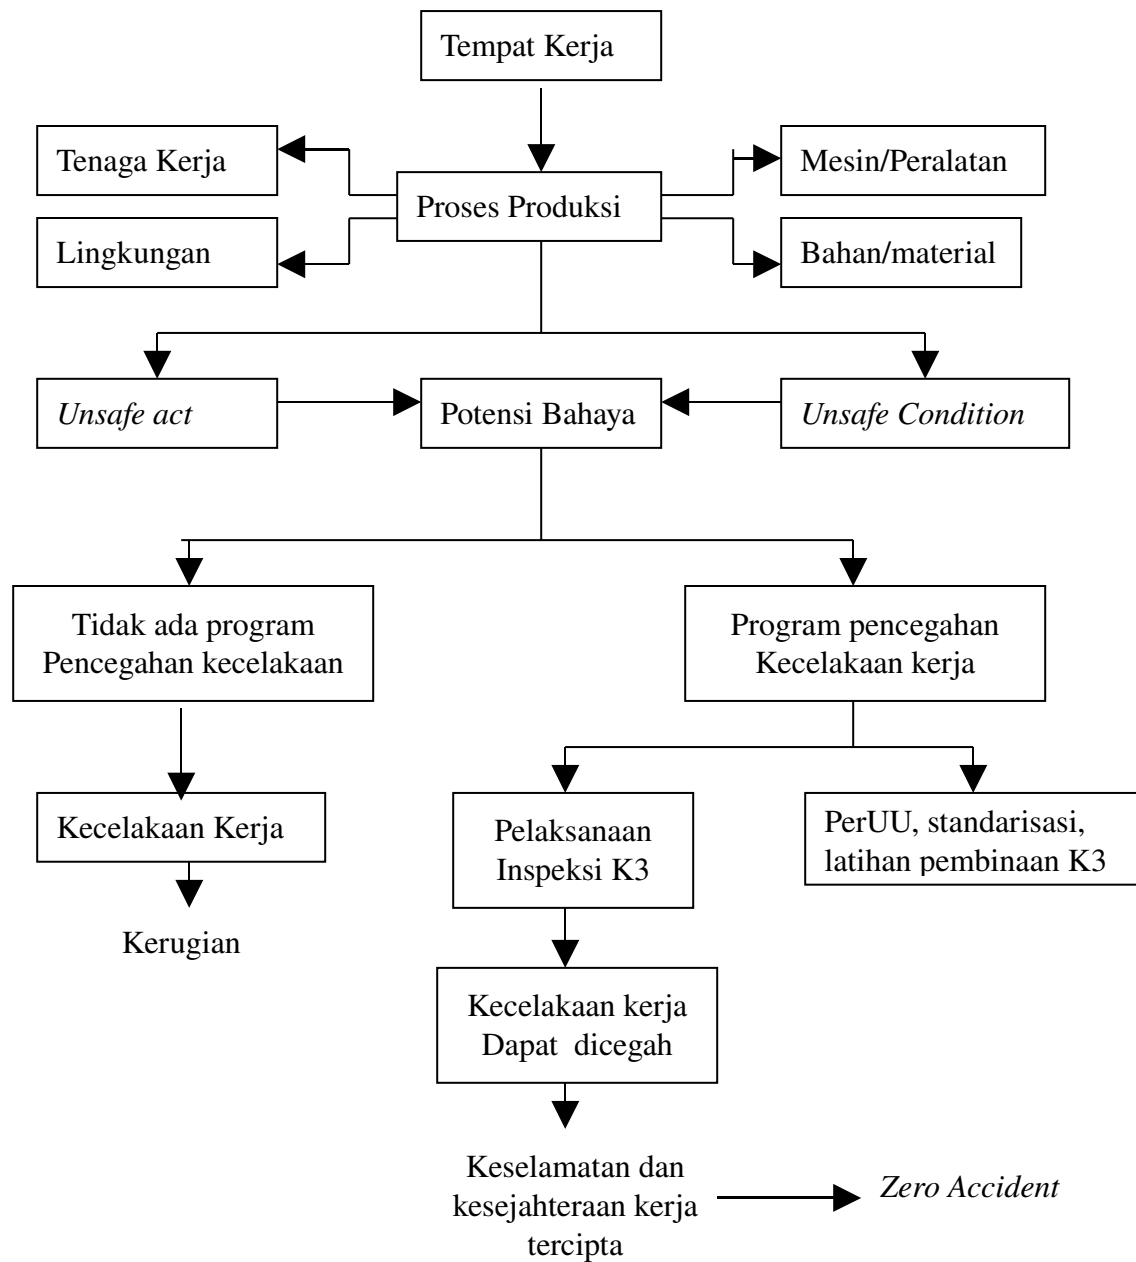 Tempat Kerja
Tenaga Kerja
Mesin/Peralatan
Proses Produksi
Lingkungan
Bahan/material
Unsafe act
Potensi Bahaya
Unsafe Condition
Tidak ada program
Pencegahan kecelakaan
Program pencegahan
Kecelakaan kerja
Kecelakaan Kerja
Pelaksanaan
Inspeksi K3
PerUU, standarisasi,
latihan pembinaan K3
Kerugian
Kecelakaan kerja
Dapat dicegah
Keselamatan dan
kesejahteraan kerja
tercipta
Zero Accident